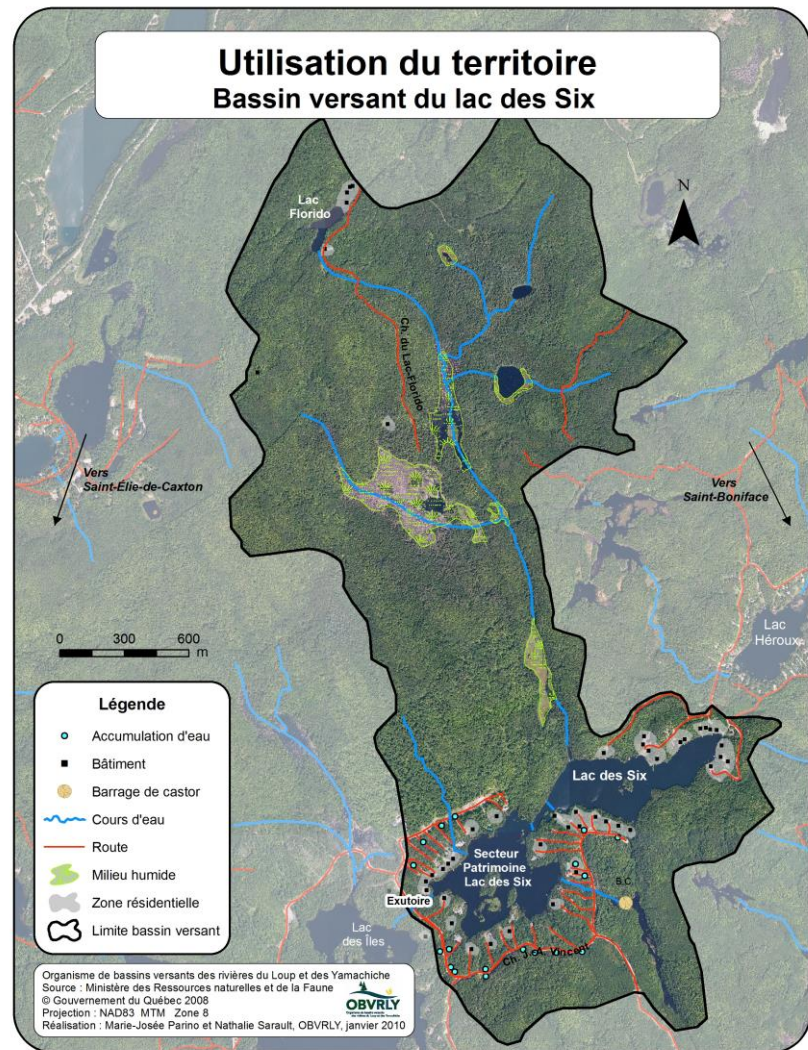 Utilisation du territoire
Bassin versant du lac des Six
Lac
Florido
N
Ch. du Lac-Florido
Vers
Saint-Élie-de-Caxton
Vers
Saint-Boniface
0 300 600
m
Lac
Héroux
Légende
Accumulation d'eau
Bâtiment
Barrage de castor
Cours d'eau
Route
Milieu humide
Zone résidentielle
Limite bassin versant
Lac des Six
Secteur
Patrimoine
Lac des Six
B.C.
Exutoire
Lac
des Îles
Ch. J.-A. Vincent
Organisme de bassins versants des rivières du Loup et des Yamachiche
Source : Ministère des Ressources naturelles et de la Faune
© Gouvernement du Québec 2008
Projection : NAD83 MTM Zone 8
Réalisation : Marie-Josée Parino et Nathalie Sarault, OBVRLY, janvier 2010
OBVRLY